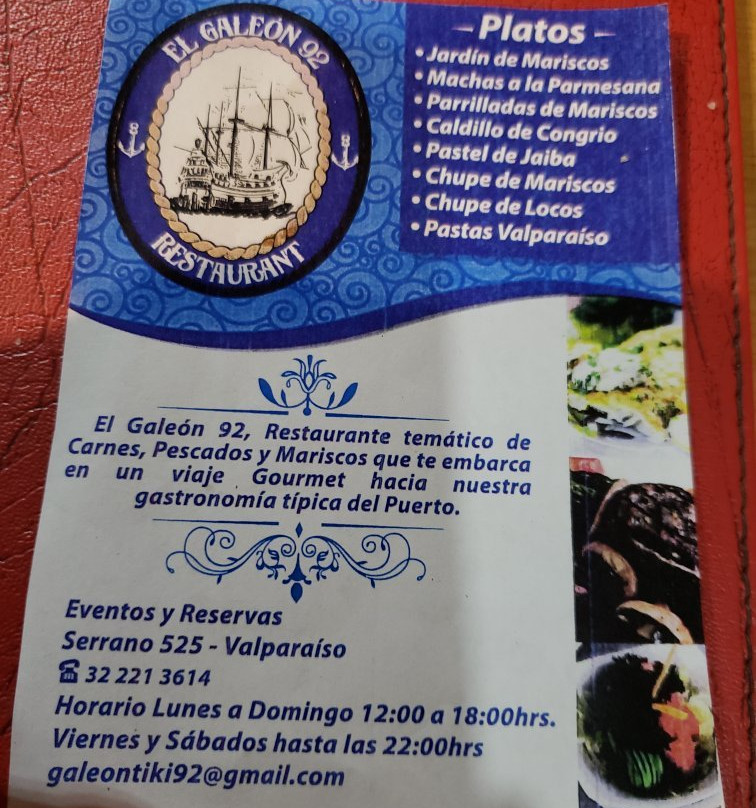 EL GALEÓN 92
RESTAURANT
Platos
• Jardín de Mariscos
• Machas a la Parmesana
• Parrilladas de Mariscos
• Caldillo de Congrio
• Pastel de Jaiba
• Chupe de Mariscos
• Chupe de Locos
• Pastas Valparaíso
El Galeón 92, Restaurante temático de
Carnes, Pescados y Mariscos que te embarca
en un viaje Gourmet hacia nuestra
gastronomía típica del Puerto.
Eventos y Reservas
Serrano 525 - Valparaíso
☎ 32 221 3614
Horario Lunes a Domingo 12:00 a 18:00hrs.
Viernes y Sábados hasta las 22:00hrs
galeontiki92@gmail.com